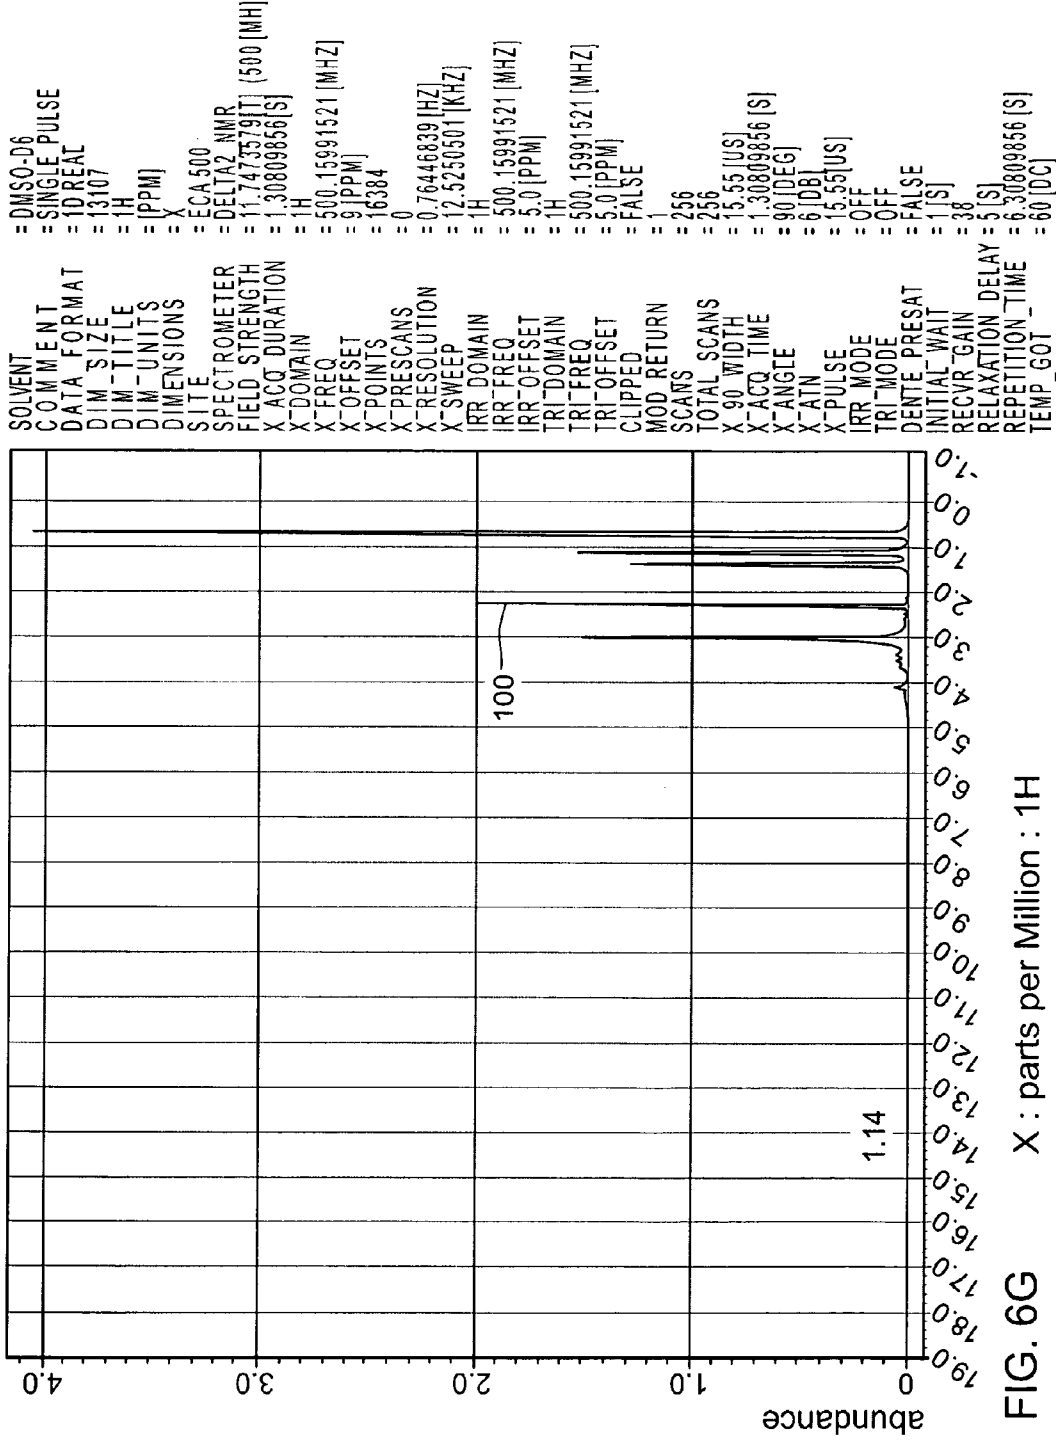 SOLVENT = DMSO-D6
COMMENT = SINGLE_PULSE
DATA_FORMAT = 1D REAL
DIM_SIZE = 13107
DIM_TITLE = 1H
DIM_UNITS = [PPM]
DIMENSIONS = X
SITE = ECA 500
SPECTROMETER = DELTA2_NMR
FIELD_STRENGTH = 11.7473579[T] (500 [MH]
X_ACQ_DURATION = 1.30809856[S]
X_DOMAIN = 1H
X_FREQ = 500.15991521 [MHZ]
X_OFFSET = 9 [PPM]
X_POINTS = 16384
X_PRESCANS = 0
X_RESOLUTION = 0.76446839 [HZ]
X_SWEEP = 12.5250501 [KHZ]
IRR_DOMAIN = 1H
IRR_FREQ = 500.15991521 [MHZ]
IRR_OFFSET = 5.0 [PPM]
TRI_DOMAIN = 1H
TRI_FREQ = 500.15991521 [MHZ]
TRI_OFFSET = 5.0 [PPM]
CLIPPED = FALSE
MOD_RETURN = 1
SCANS = 256
TOTAL_SCANS = 256
X_90_WIDTH = 15.55 [US]
X_ACQ_TIME = 1.30809856 [S]
X_ANGLE = 90 [DEG]
X_ATN = 6 [DB]
X_PULSE = 15.55[US]
IRR_MODE = OFF
TRI_MODE = OFF
DENTE_PRESAT = FALSE
INITIAL_WAIT = 1 [S]
RECVR_GAIN = 38
RELAXATION_DELAY = 5 [S]
REPETITION_TIME = 6.30809856 [S]
TEMP_GOT = 60 [DC]
abundance
4.0
3.0
2.0
1.0
0
100
1.14
19.0 18.0 17.0 16.0 15.0 14.0 13.0 12.0 11.0 10.0 9.0 8.0 7.0 6.0 5.0 4.0 3.0 2.0 1.0 0.0 -1.0
FIG. 6G
X : parts per Million : 1H